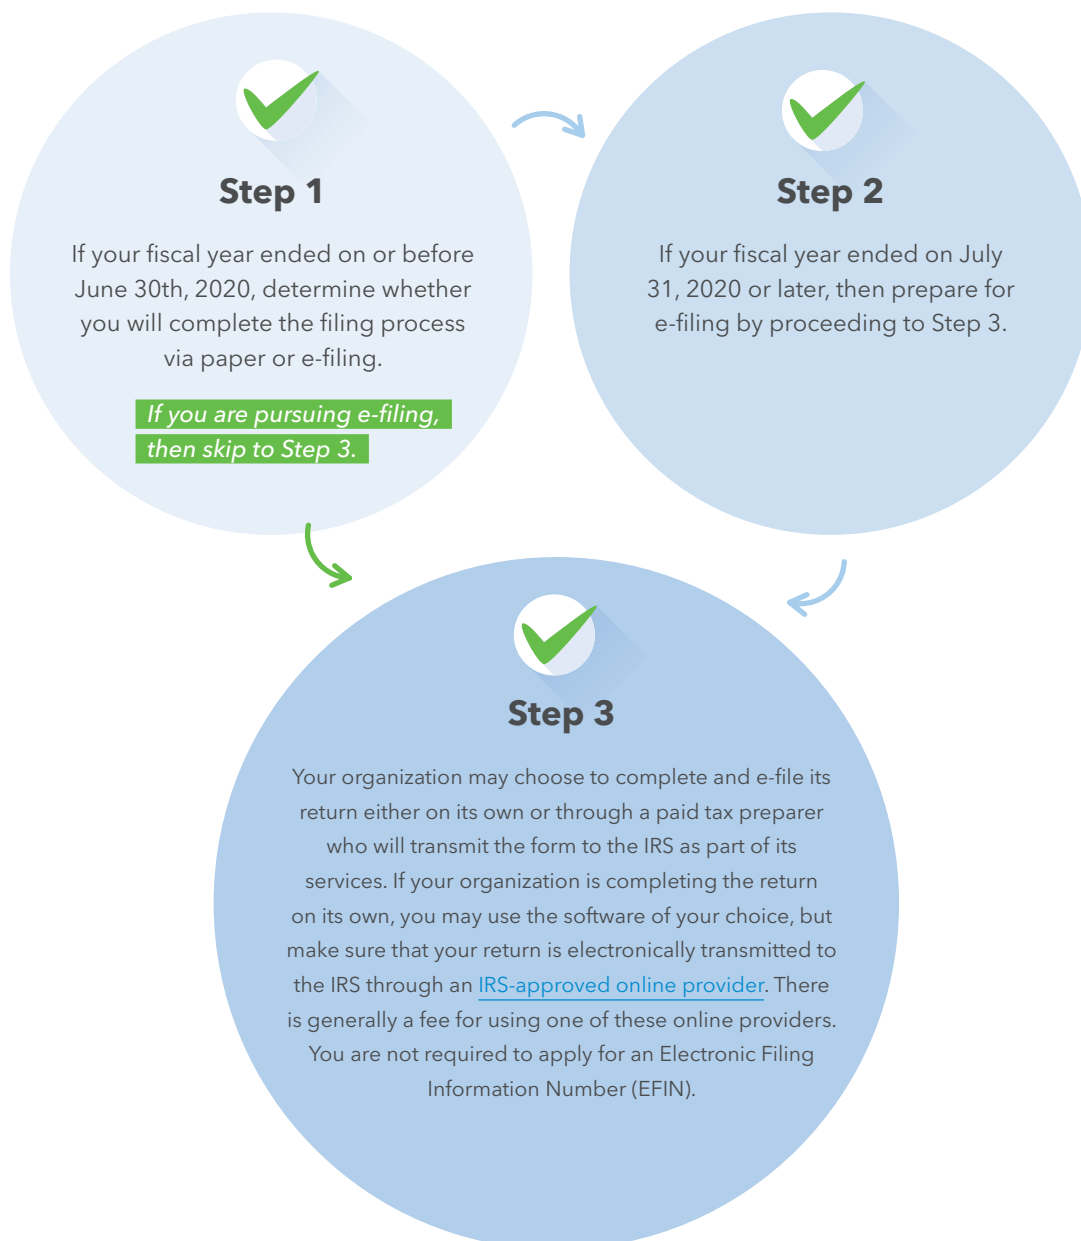 Step 1
If your fiscal year ended on or before
June 30th, 2020, determine whether
you will complete the filing process
via paper or e-filing.
If you are pursuing e-filing,
then skip to Step 3.
Step 2
If your fiscal year ended on July
31, 2020 or later, then prepare for
e-filing by proceeding to Step 3.
Step 3
Your organization may choose to complete and e-file its
return either on its own or through a paid tax preparer
who will transmit the form to the IRS as part of its
services. If your organization is completing the return
on its own, you may use the software of your choice, but
make sure that your return is electronically transmitted to
the IRS through an IRS-approved online provider. There
is generally a fee for using one of these online providers.
You are not required to apply for an Electronic Filing
Information Number (EFIN).